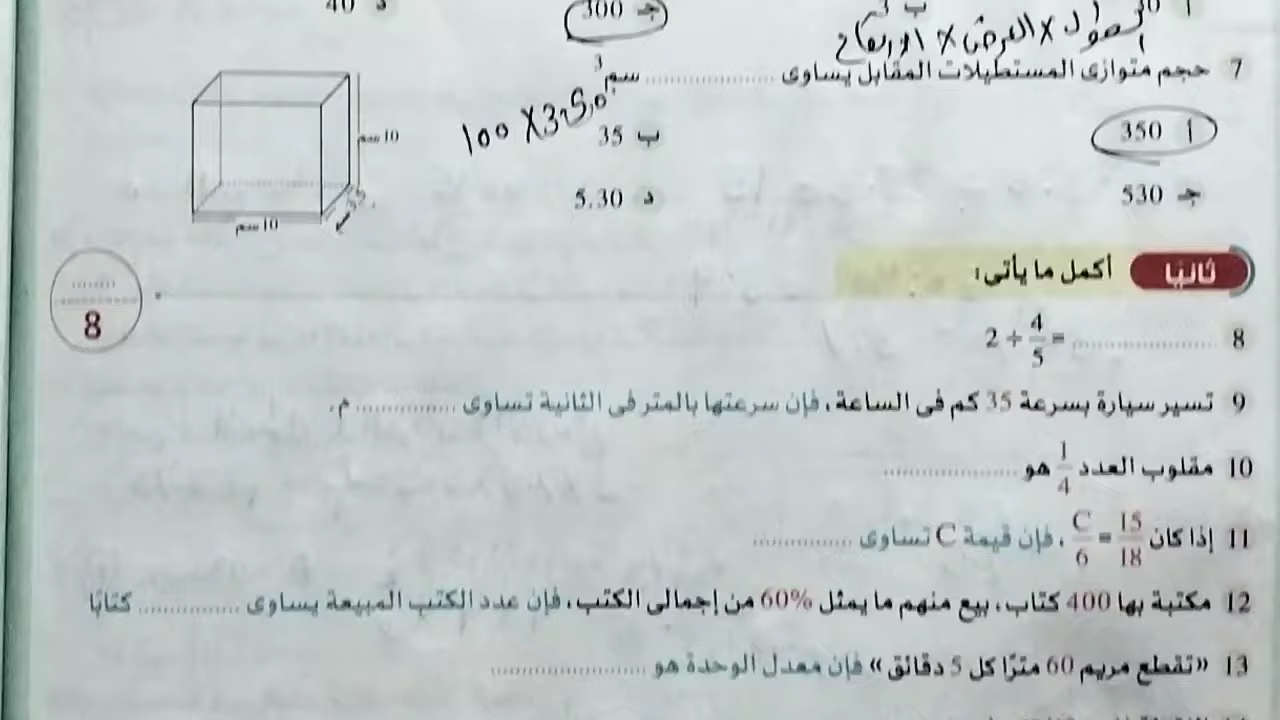 د 40
جـ 300
الطول × العرض × الارتفاع
7 حجم متوازى المستطيلات المقابل يساوى ................ سم3
أ 350
ب 35
100 × 3.5
10 سم
جـ 530
د 5.30
10 سم
ثانيًا أكمل ما يأتى:
........
8
8 2 ÷ 4/5 = ................
9 تسير سيارة بسرعة 35 كم فى الساعة، فإن سرعتها بالمتر فى الثانية تساوى ................ م.
10 مقلوب العدد 1/4 هو ................
11 إذا كان C/6 = 15/18، فإن قيمة C تساوى ................
12 مكتبة بها 400 كتاب، بيع منهم ما يمثل 60% من إجمالى الكتب، فإن عدد الكتب المبيعة يساوى ................ كتابًا
13 «تقطع مريم 60 مترًا كل 5 دقائق» فإن معدل الوحدة هو ................